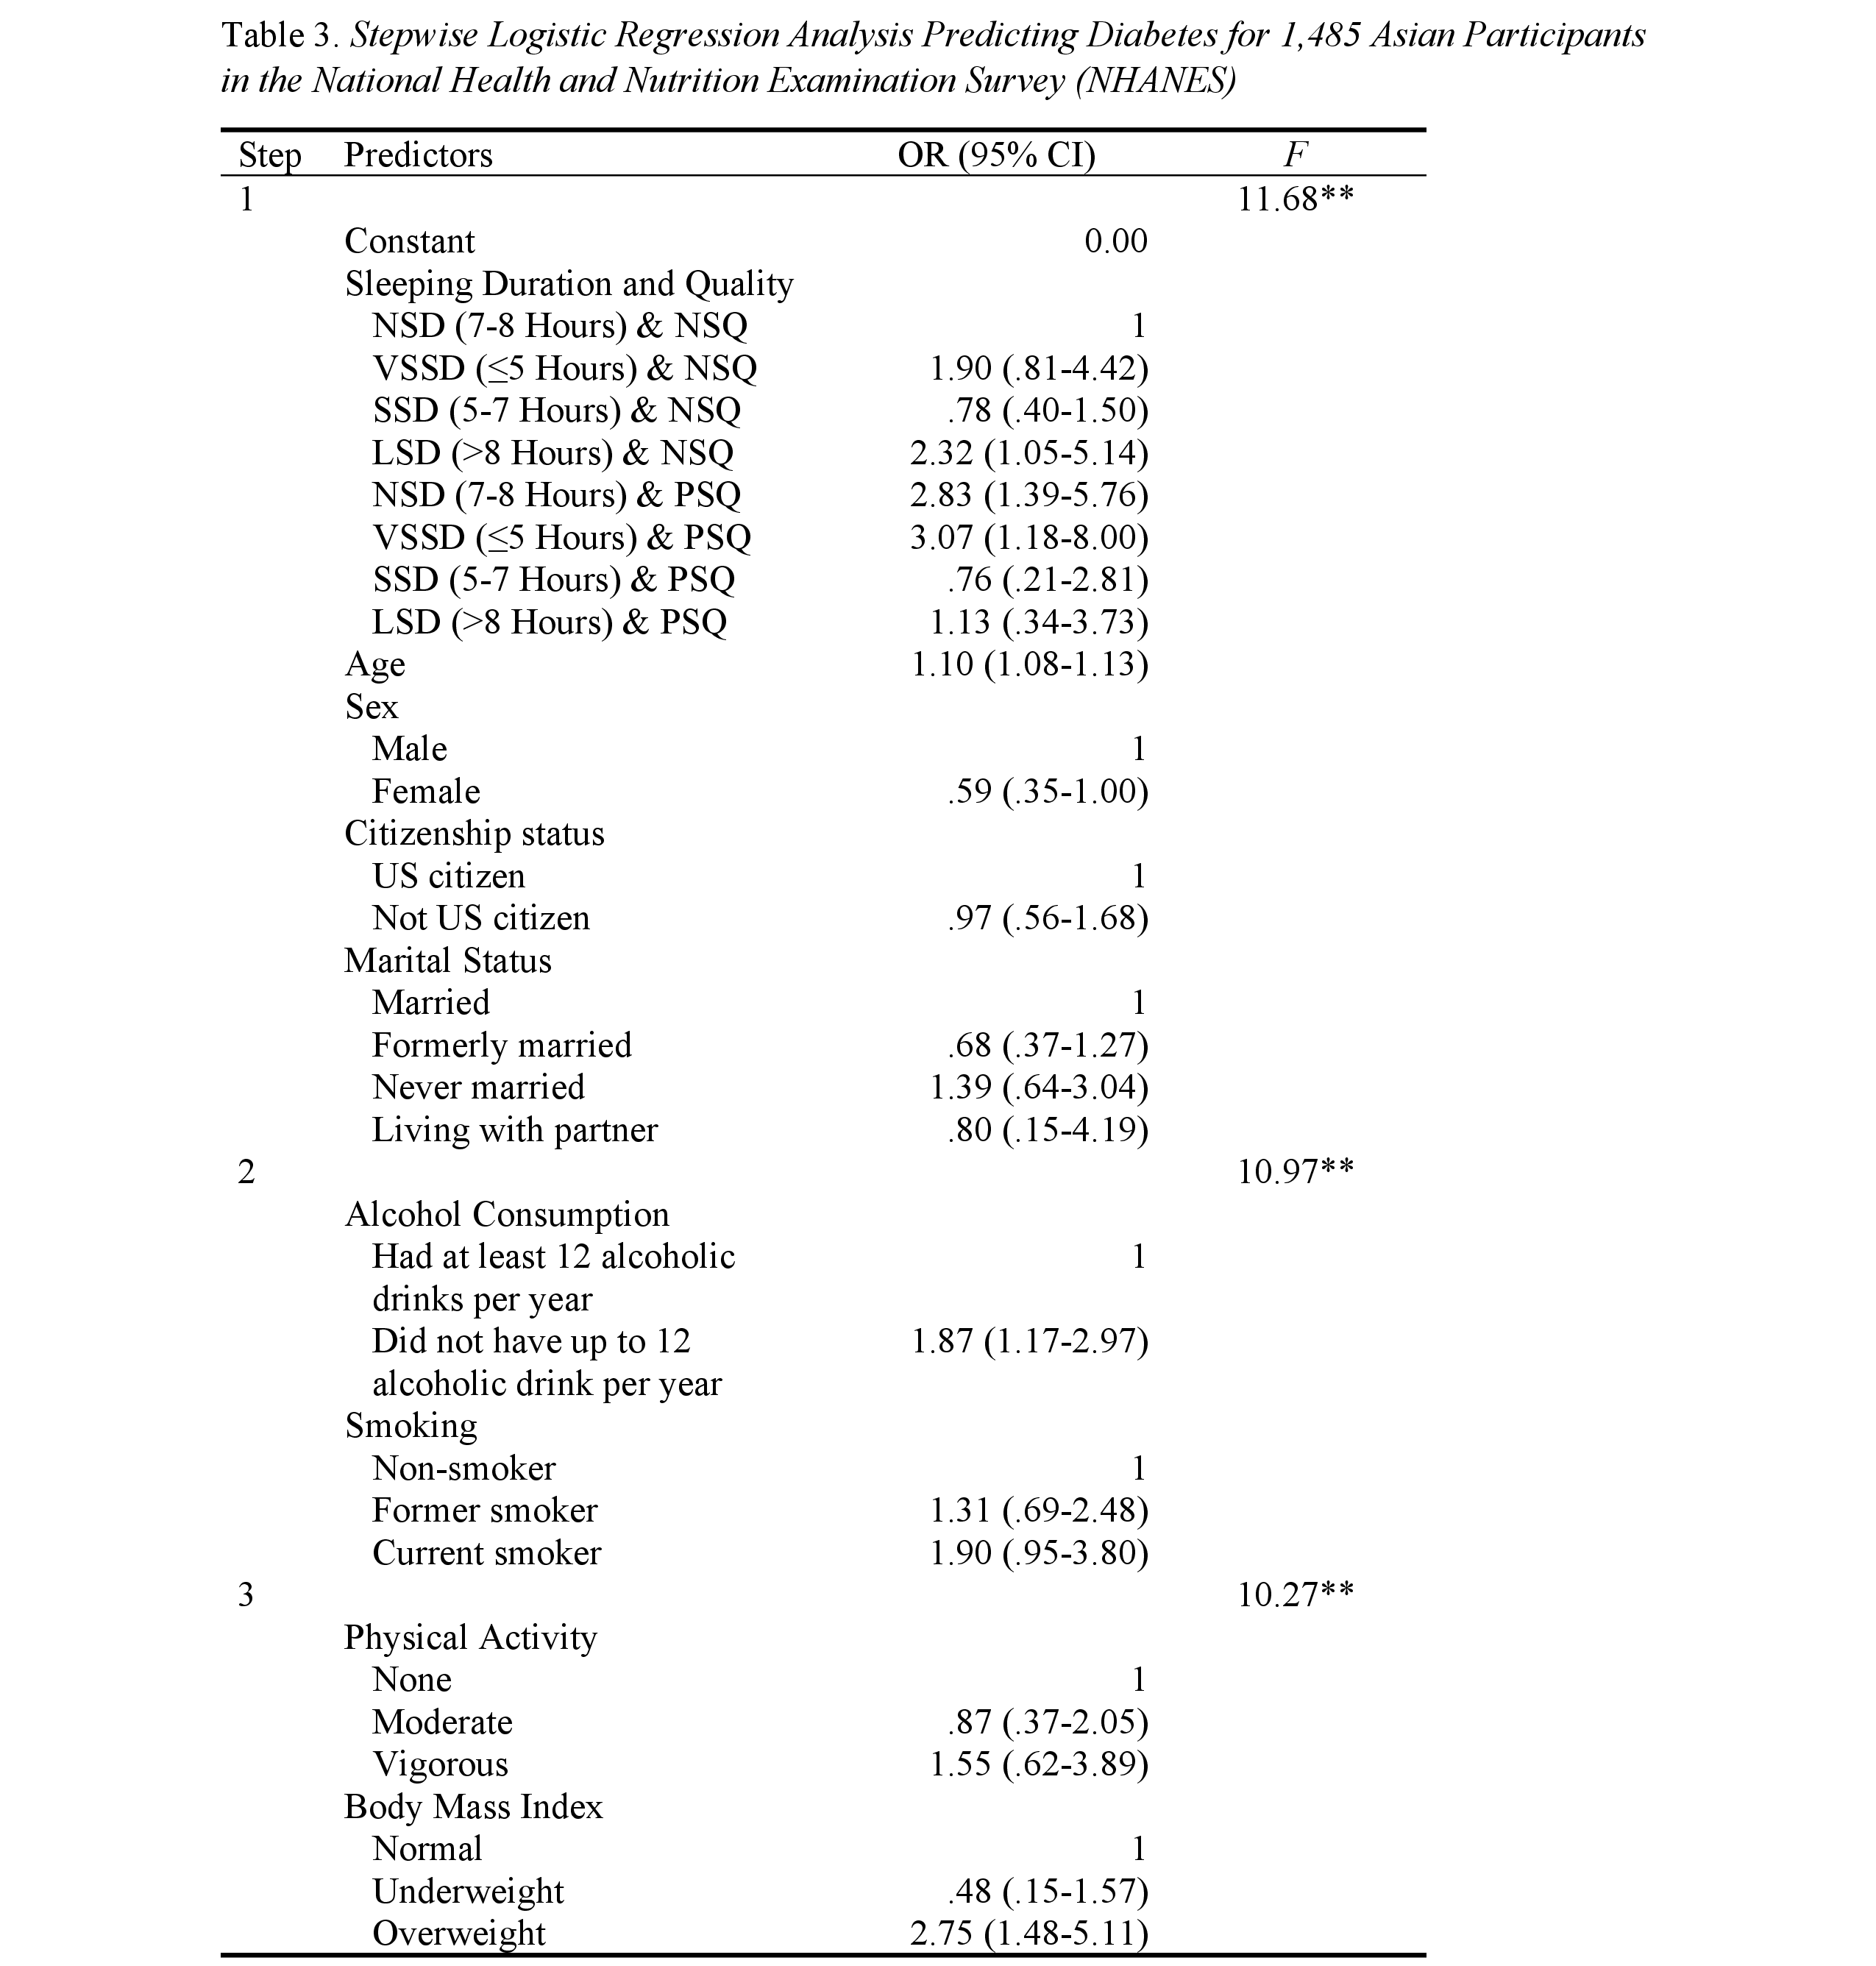 Table 3. Stepwise Logistic Regression Analysis Predicting Diabetes for 1,485 Asian Participants
in the National Health and Nutrition Examination Survey (NHANES)
Step Predictors OR (95% CI) F
1 11.68**
Constant 0.00
Sleeping Duration and Quality
NSD (7-8 Hours) & NSQ 1
VSSD (≤5 Hours) & NSQ 1.90 (.81-4.42)
SSD (5-7 Hours) & NSQ .78 (.40-1.50)
LSD (>8 Hours) & NSQ 2.32 (1.05-5.14)
NSD (7-8 Hours) & PSQ 2.83 (1.39-5.76)
VSSD (≤5 Hours) & PSQ 3.07 (1.18-8.00)
SSD (5-7 Hours) & PSQ .76 (.21-2.81)
LSD (>8 Hours) & PSQ 1.13 (.34-3.73)
Age 1.10 (1.08-1.13)
Sex
Male 1
Female .59 (.35-1.00)
Citizenship status
US citizen 1
Not US citizen .97 (.56-1.68)
Marital Status
Married 1
Formerly married .68 (.37-1.27)
Never married 1.39 (.64-3.04)
Living with partner .80 (.15-4.19)
2 10.97**
Alcohol Consumption
Had at least 12 alcoholic 1
drinks per year
Did not have up to 12 1.87 (1.17-2.97)
alcoholic drink per year
Smoking
Non-smoker 1
Former smoker 1.31 (.69-2.48)
Current smoker 1.90 (.95-3.80)
3 10.27**
Physical Activity
None 1
Moderate .87 (.37-2.05)
Vigorous 1.55 (.62-3.89)
Body Mass Index
Normal 1
Underweight .48 (.15-1.57)
Overweight 2.75 (1.48-5.11)